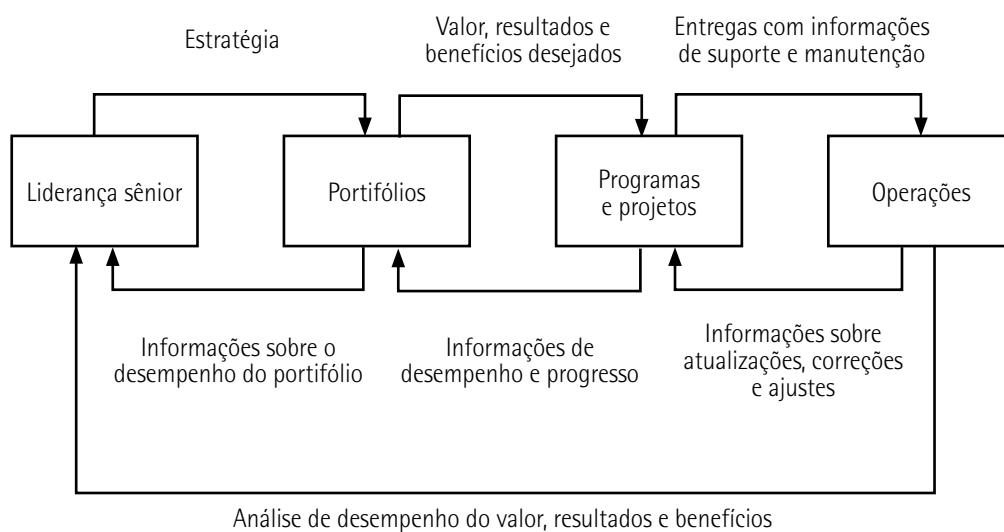 Estratégia
Valor, resultados e
benefícios desejados
Entregas com informações
de suporte e manutenção
Liderança sênior
Portifólios
Programas
e projetos
Operações
Informações sobre o
desempenho do portifólio
Informações de
desempenho e progresso
Informações sobre
atualizações, correções
e ajustes
Análise de desempenho do valor, resultados e benefícios